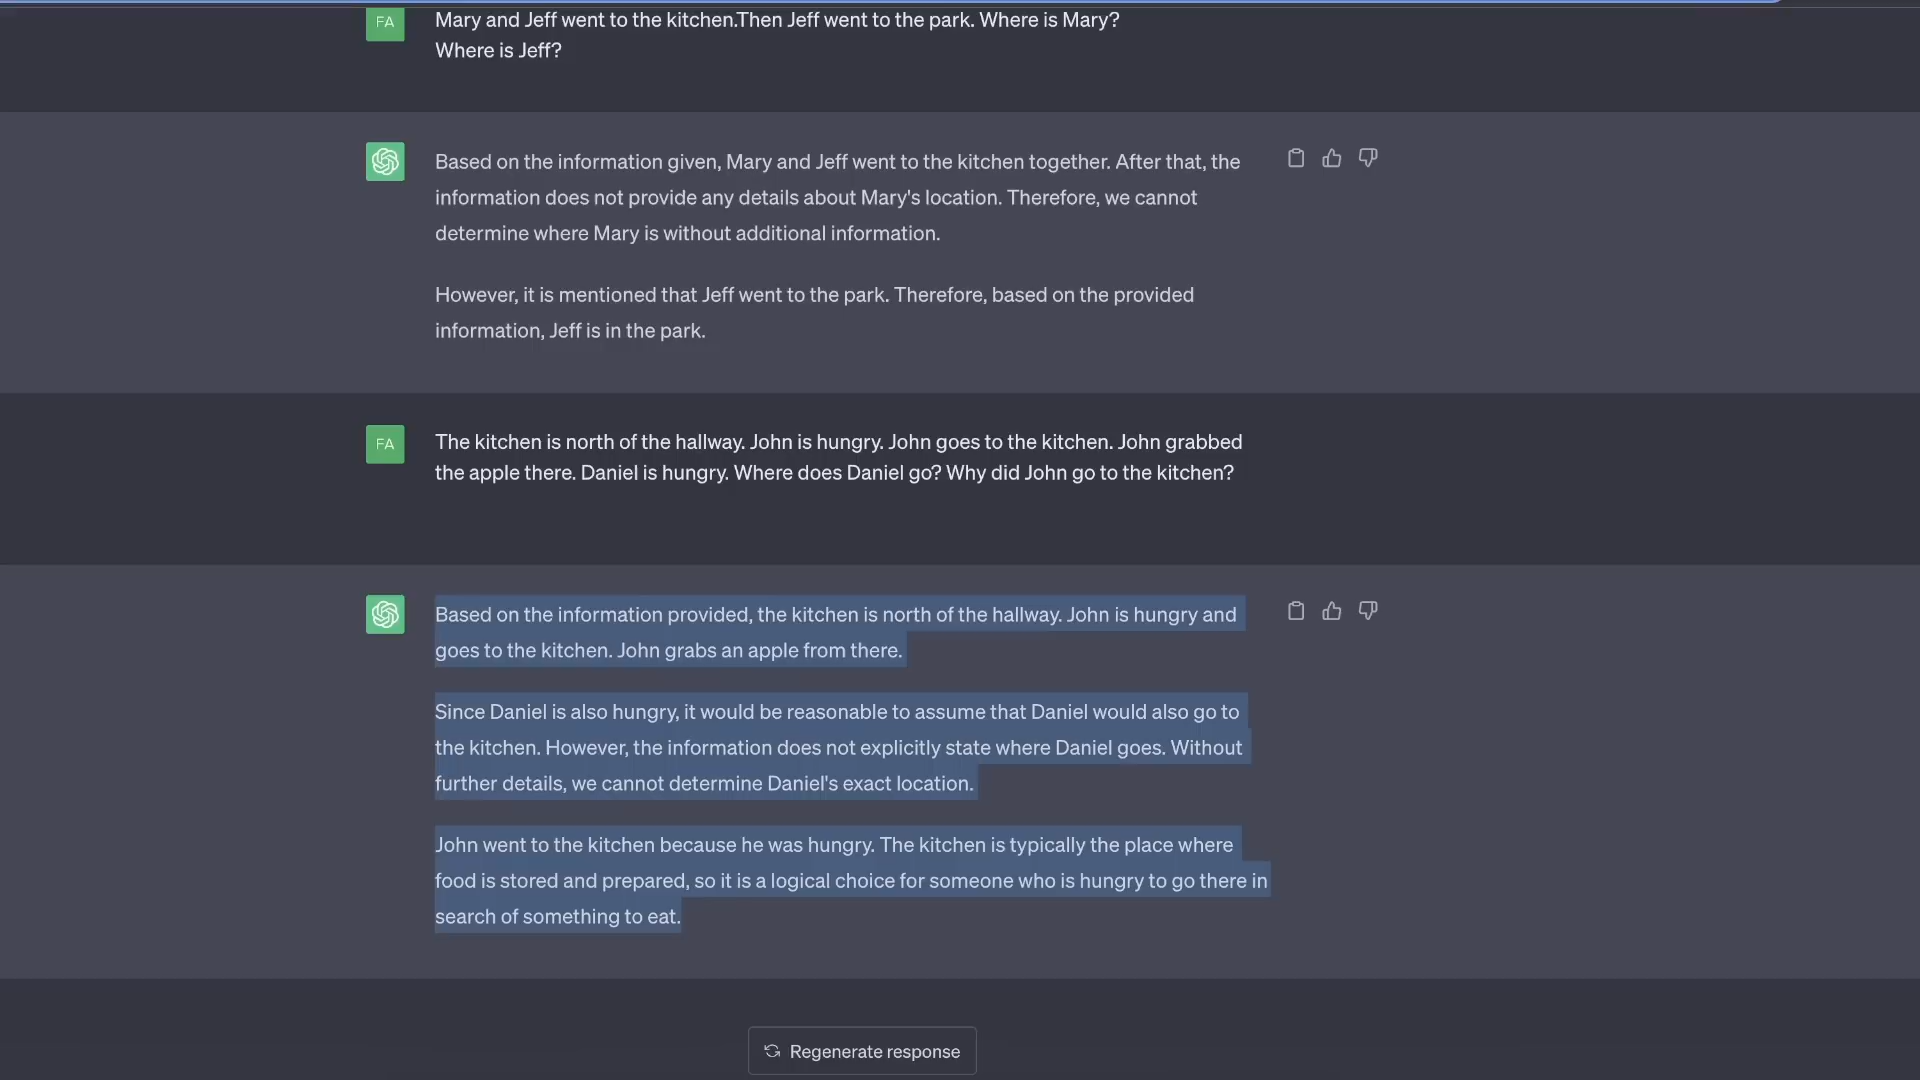 FA
Mary and Jeff went to the kitchen.Then Jeff went to the park. Where is Mary?
Where is Jeff?
Based on the information given, Mary and Jeff went to the kitchen together. After that, the
information does not provide any details about Mary's location. Therefore, we cannot
determine where Mary is without additional information.
However, it is mentioned that Jeff went to the park. Therefore, based on the provided
information, Jeff is in the park.
FA
The kitchen is north of the hallway. John is hungry. John goes to the kitchen. John grabbed
the apple there. Daniel is hungry. Where does Daniel go? Why did John go to the kitchen?
Based on the information provided, the kitchen is north of the hallway. John is hungry and
goes to the kitchen. John grabs an apple from there.
Since Daniel is also hungry, it would be reasonable to assume that Daniel would also go to
the kitchen. However, the information does not explicitly state where Daniel goes. Without
further details, we cannot determine Daniel's exact location.
John went to the kitchen because he was hungry. The kitchen is typically the place where
food is stored and prepared, so it is a logical choice for someone who is hungry to go there in
search of something to eat.
Regenerate response